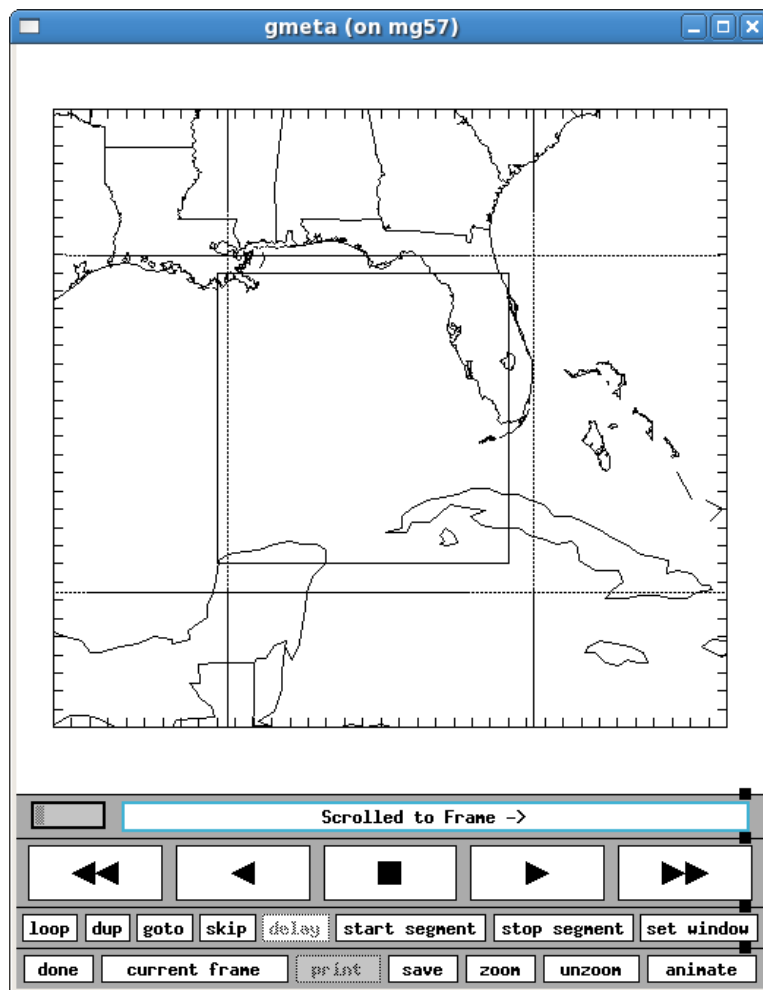 gmeta (on mg57)
Scrolled to Frame ->
loop dup goto skip delay start segment stop segment set window
done current frame print save zoom unzoom animate